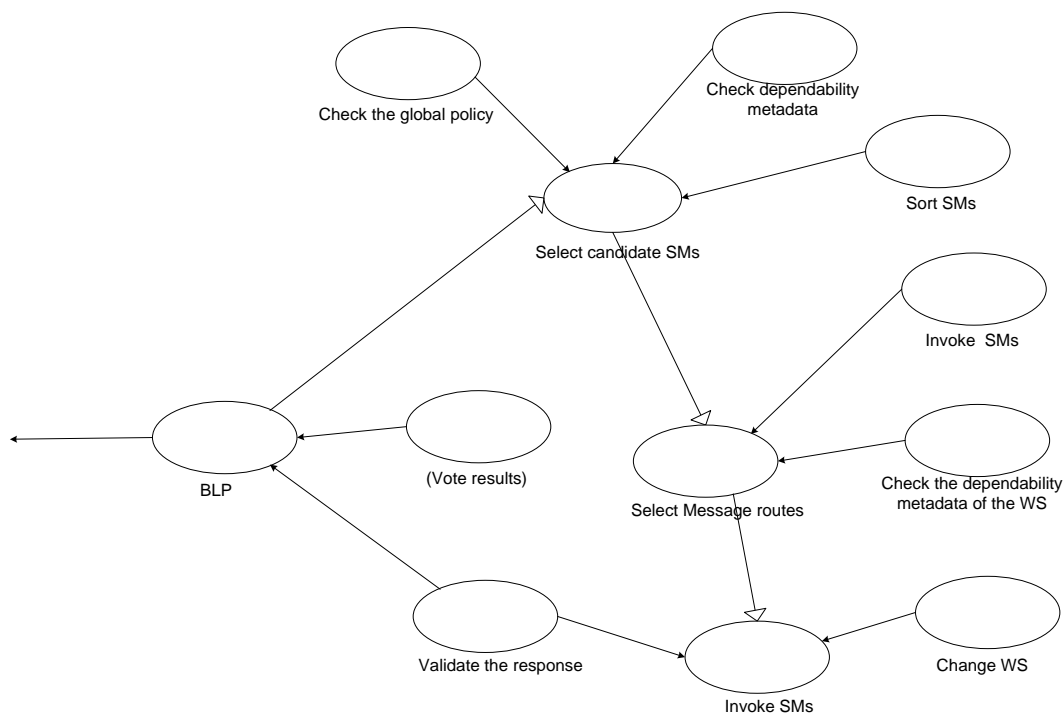 Check the global policy
Check dependability
metadata
Sort SMs
Select candidate SMs
Invoke  SMs
(Vote results)
BLP
Select Message routes
Check the dependability
metadata of the WS
Validate the response
Change WS
Invoke SMs